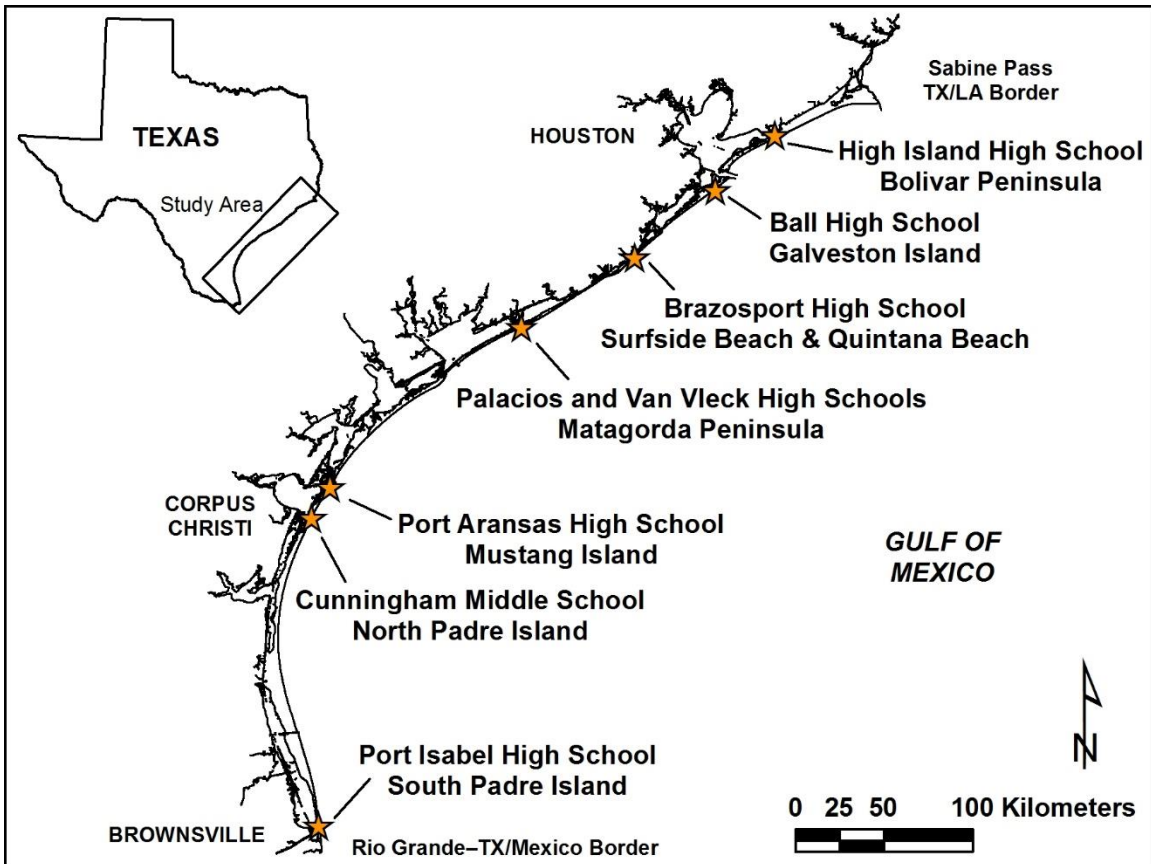 TEXAS
Study Area
Sabine Pass
TX/LA Border
HOUSTON
High Island High School
Bolivar Peninsula
Ball High School
Galveston Island
Brazosport High School
Surfside Beach & Quintana Beach
Palacios and Van Vleck High Schools
Matagorda Peninsula
CORPUS
CHRISTI
Port Aransas High School
Mustang Island
GULF OF
MEXICO
Cunningham Middle School
North Padre Island
Port Isabel High School
South Padre Island
N
0 25 50 100 Kilometers
BROWNSVILLE
Rio Grande–TX/Mexico Border